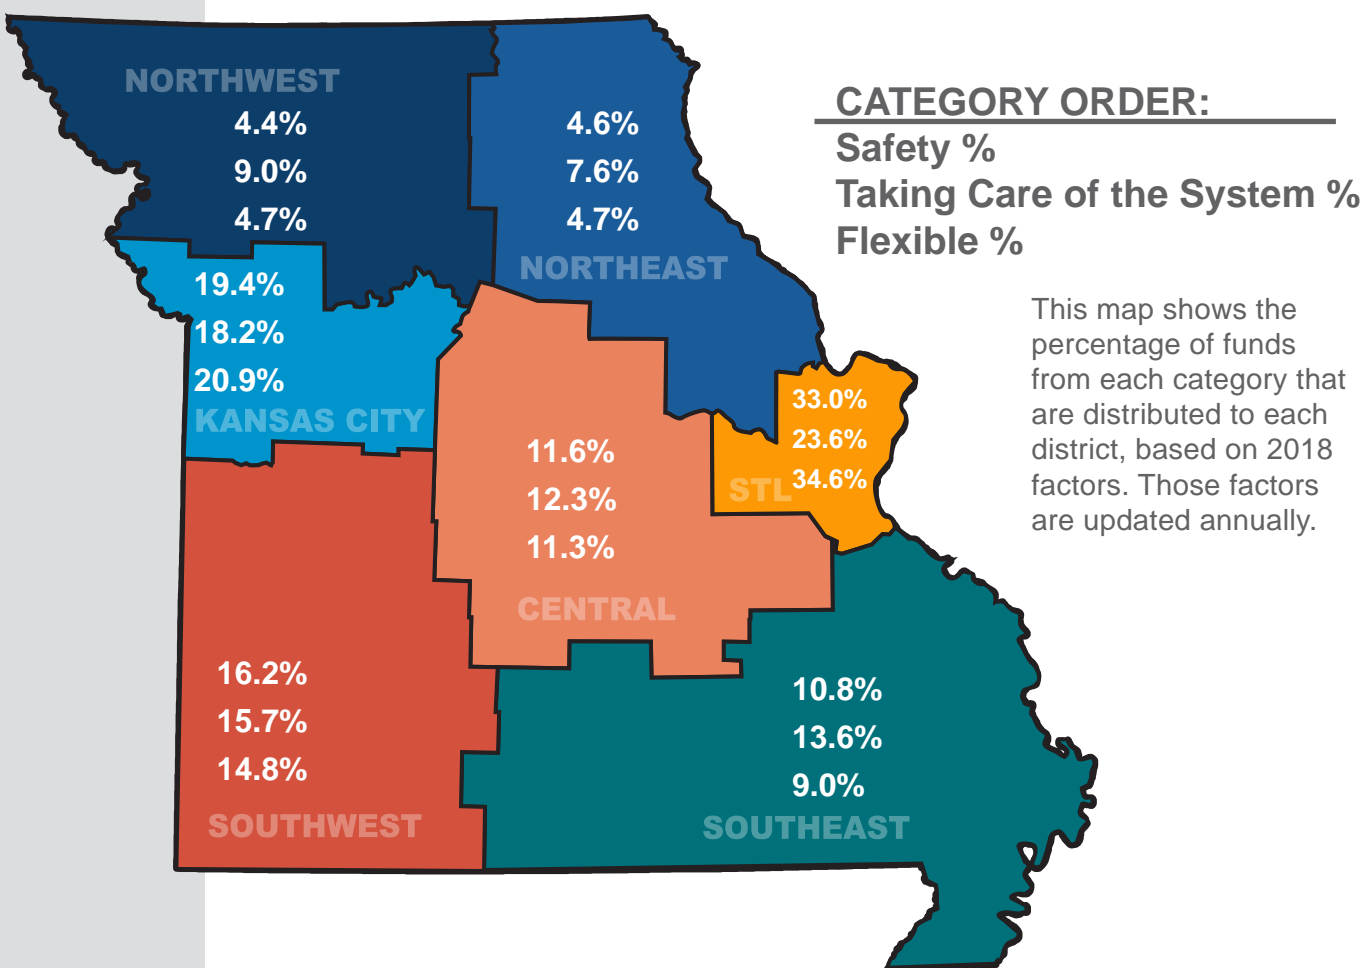 NORTHWEST
4.4%
9.0%
4.7%
4.6%
7.6%
4.7%
NORTHEAST
CATEGORY ORDER:
Safety %
Taking Care of the System %
Flexible %
This map shows the
percentage of funds
from each category that
are distributed to each
district, based on 2018
factors. Those factors
are updated annually.
19.4%
18.2%
20.9%
KANSAS CITY
11.6%
12.3%
11.3%
CENTRAL
33.0%
23.6%
34.6%
STL
16.2%
15.7%
14.8%
SOUTHWEST
10.8%
13.6%
9.0%
SOUTHEAST